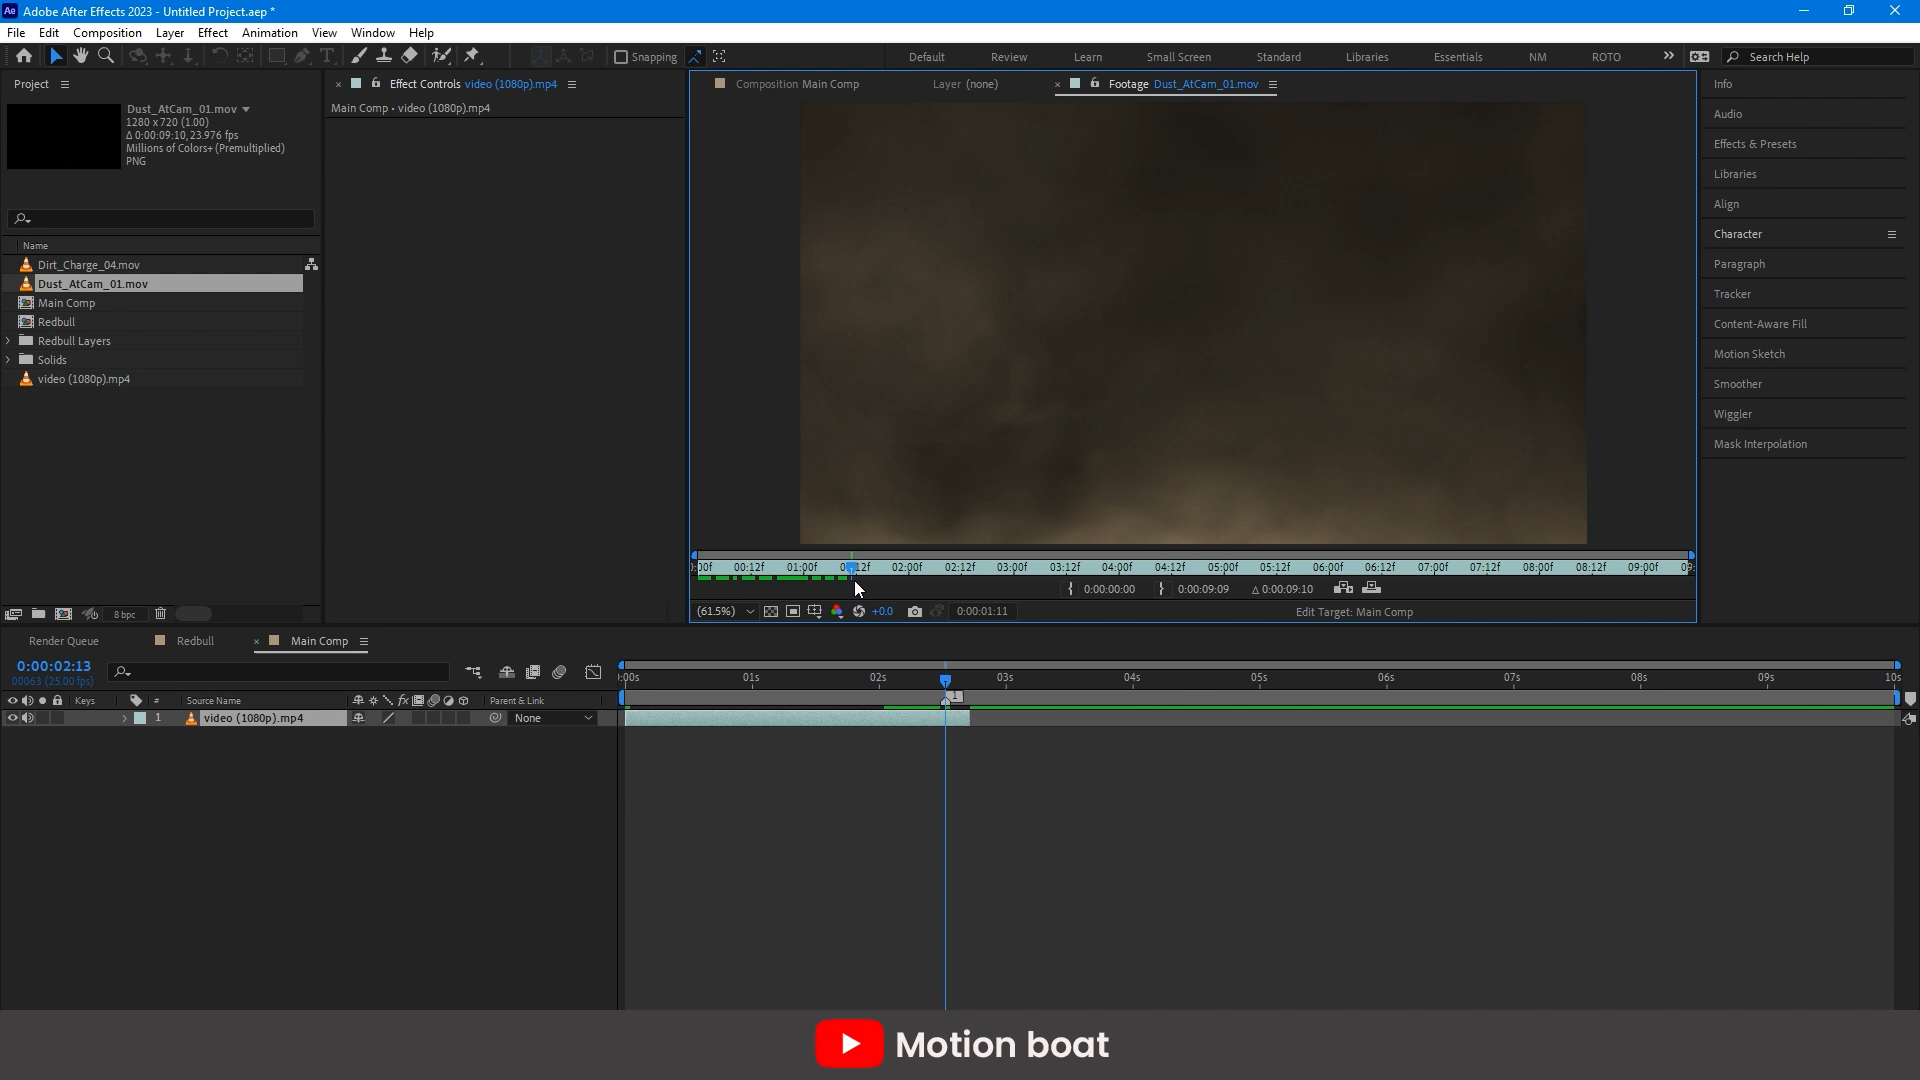 Ae Adobe After Effects 2023 - Untitled Project.aep *
File Edit Composition Layer Effect Animation View Window Help
Snapping Default Review Learn Small Screen Standard Libraries Essentials NM ROTO Search Help
Project
Effect Controls video (1080p).mp4
Composition Main Comp Layer (none) Footage Dust_AtCam_01.mov
Info
Main Comp • video (1080p).mp4
Dust_AtCam_01.mov
1280 x 720 (1.00)
Δ 0:00:09:10, 23.976 fps
Millions of Colors+ (Premultiplied)
PNG
Audio
Effects & Presets
Libraries
Align
Character
Paragraph
Tracker
Content-Aware Fill
Motion Sketch
Smoother
Wiggler
Mask Interpolation
Name
Dirt_Charge_04.mov
Dust_AtCam_01.mov
Main Comp
Redbull
Redbull Layers
Solids
video (1080p).mp4
00:12f 01:00f 02:00f 02:12f 03:00f 03:12f 04:00f 04:12f 05:00f 05:12f 06:00f 06:12f 07:00f 07:12f 08:00f 08:12f 09:00f
0:00:00:00 0:00:09:09 Δ 0:00:09:10
8 bpc
(61.5%) +0.0 0:00:01:11 Edit Target: Main Comp
Render Queue Redbull Main Comp
0:00:02:13
00063 (25.00 fps)
:00s 01s 02s 03s 04s 05s 06s 07s 08s 09s 10s
Keys # Source Name fx Parent & Link
1
1 video (1080p).mp4 None
Motion boat